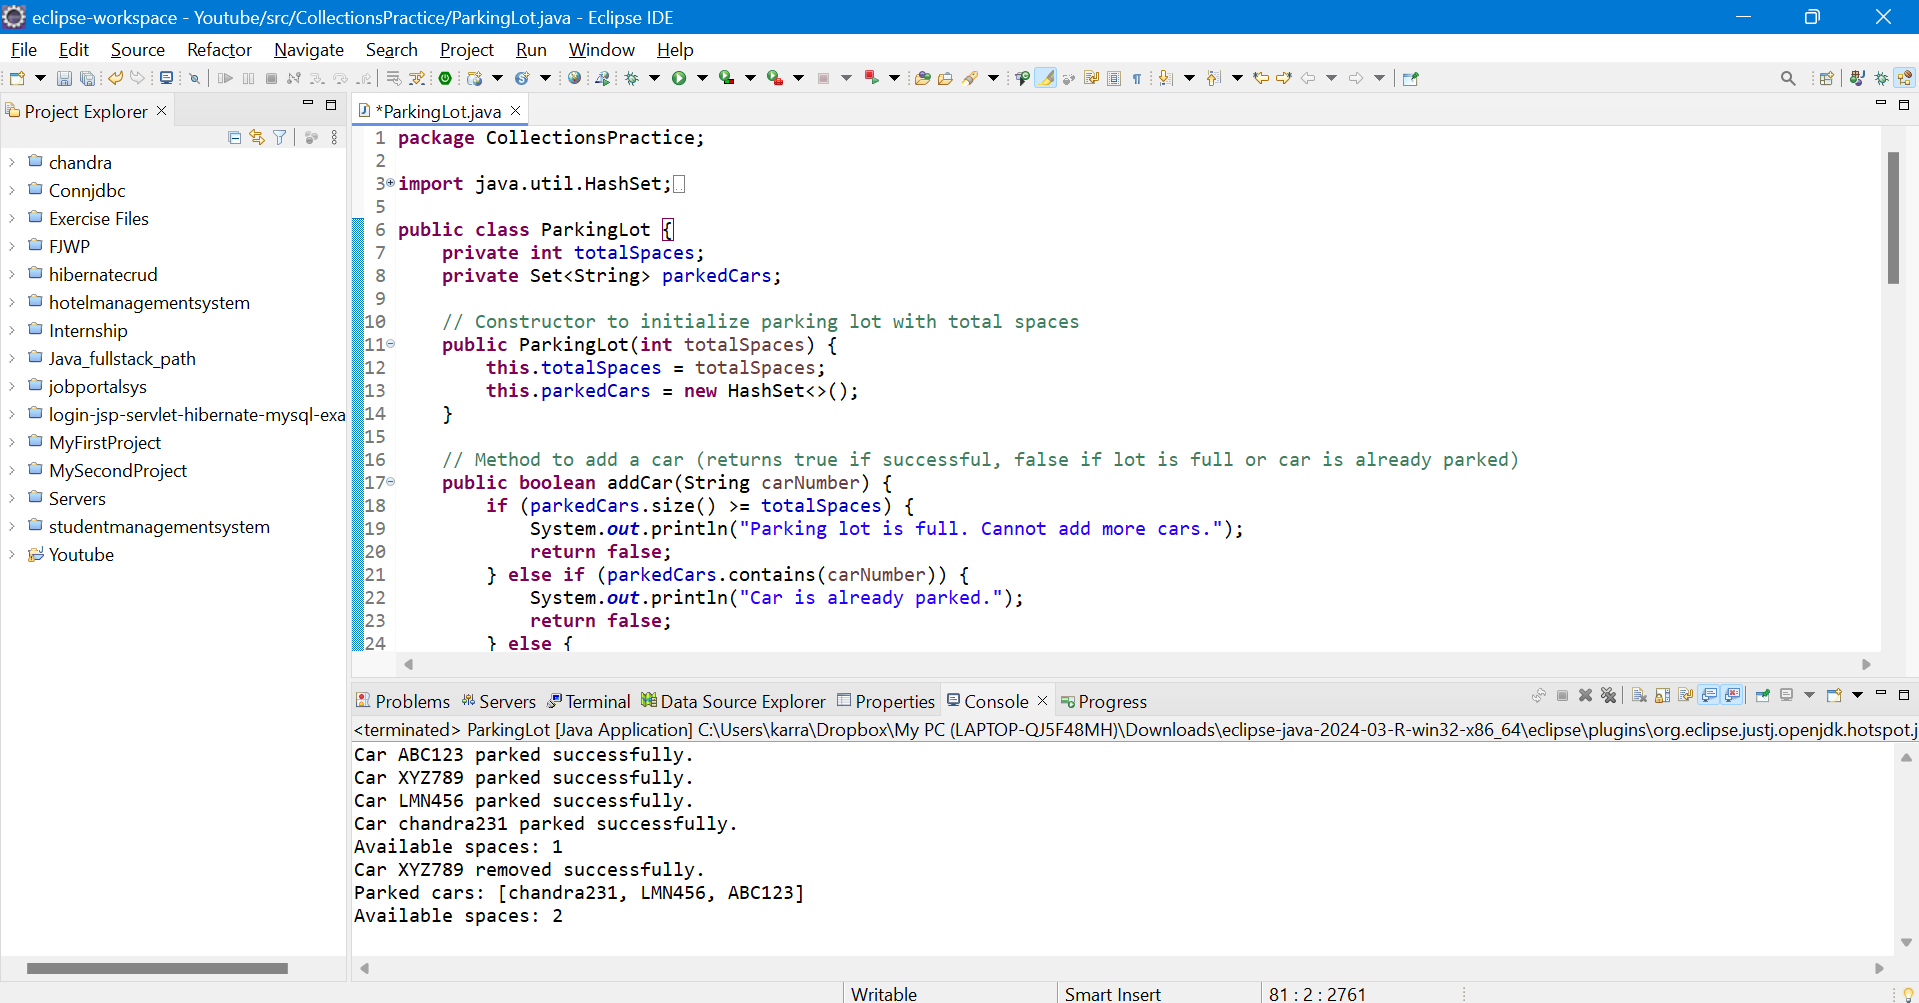 eclipse-workspace - Youtube/src/CollectionsPractice/ParkingLot.java - Eclipse IDE
File Edit Source Refactor Navigate Search Project Run Window Help
Project Explorer
chandra
Connjdbc
Exercise Files
FJWP
hibernatecrud
hotelmanagementsystem
Internship
Java_fullstack_path
jobportalsys
login-jsp-servlet-hibernate-mysql-exa
MyFirstProject
MySecondProject
Servers
studentmanagementsystem
Youtube
*ParkingLot.java
1 package CollectionsPractice;
2
3 import java.util.HashSet;
5
6 public class ParkingLot {
7 private int totalSpaces;
8 private Set<String> parkedCars;
9
10 // Constructor to initialize parking lot with total spaces
11 public ParkingLot(int totalSpaces) {
12 this.totalSpaces = totalSpaces;
13 this.parkedCars = new HashSet<>();
14 }
15
16 // Method to add a car (returns true if successful, false if lot is full or car is already parked)
17 public boolean addCar(String carNumber) {
18 if (parkedCars.size() >= totalSpaces) {
19 System.out.println("Parking lot is full. Cannot add more cars.");
20 return false;
21 } else if (parkedCars.contains(carNumber)) {
22 System.out.println("Car is already parked.");
23 return false;
24 } else {
Problems Servers Terminal Data Source Explorer Properties Console Progress
<terminated> ParkingLot [Java Application] C:\Users\karra\Dropbox\My PC (LAPTOP-QJ5F48MH)\Downloads\eclipse-java-2024-03-R-win32-x86_64\eclipse\plugins\org.eclipse.justj.openjdk.hotspot.j
Car ABC123 parked successfully.
Car XYZ789 parked successfully.
Car LMN456 parked successfully.
Car chandra231 parked successfully.
Available spaces: 1
Car XYZ789 removed successfully.
Parked cars: [chandra231, LMN456, ABC123]
Available spaces: 2
Writable Smart Insert 81 : 2 : 2761